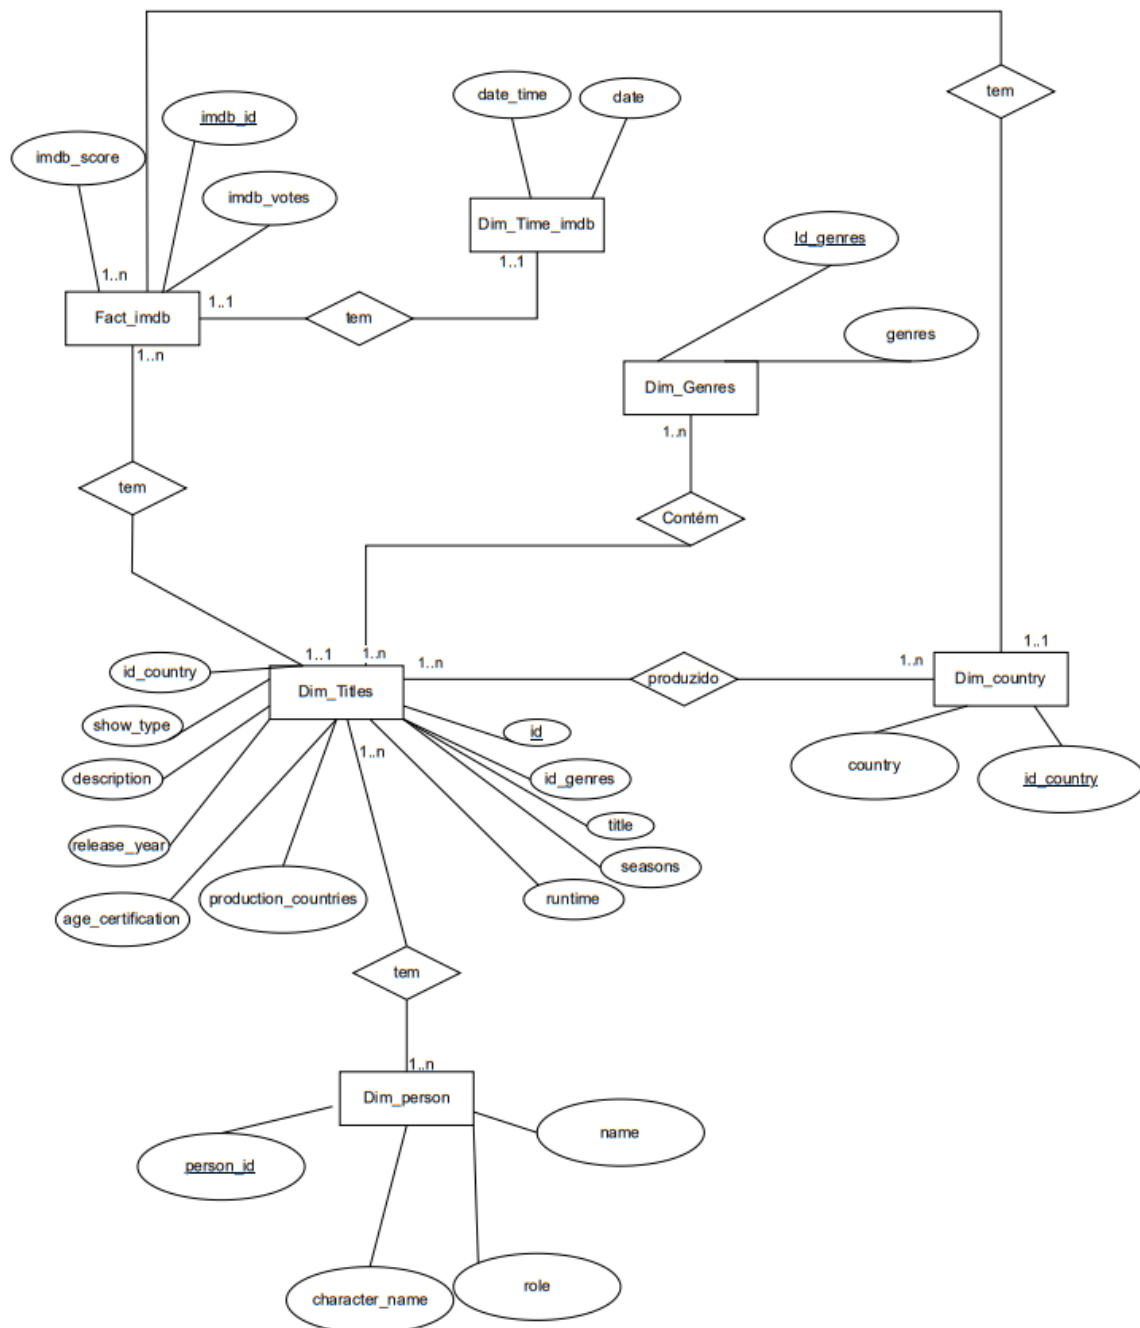 tem
date_time
date
imdb_id
imdb_score
imdb_votes
Dim_Time_imdb
Id_genres
1..1
1..n
1..1
Fact_imdb
tem
genres
1..n
Dim_Genres
1..n
tem
Contém
1..1
1..n
1..n
1..n
1..1
id_country
Dim_Titles
produzido
Dim_country
show_type
id
1..n
description
id_genres
country
id_country
title
release_year
seasons
production_countries
runtime
age_certification
tem
1..n
Dim_person
name
person_id
role
character_name